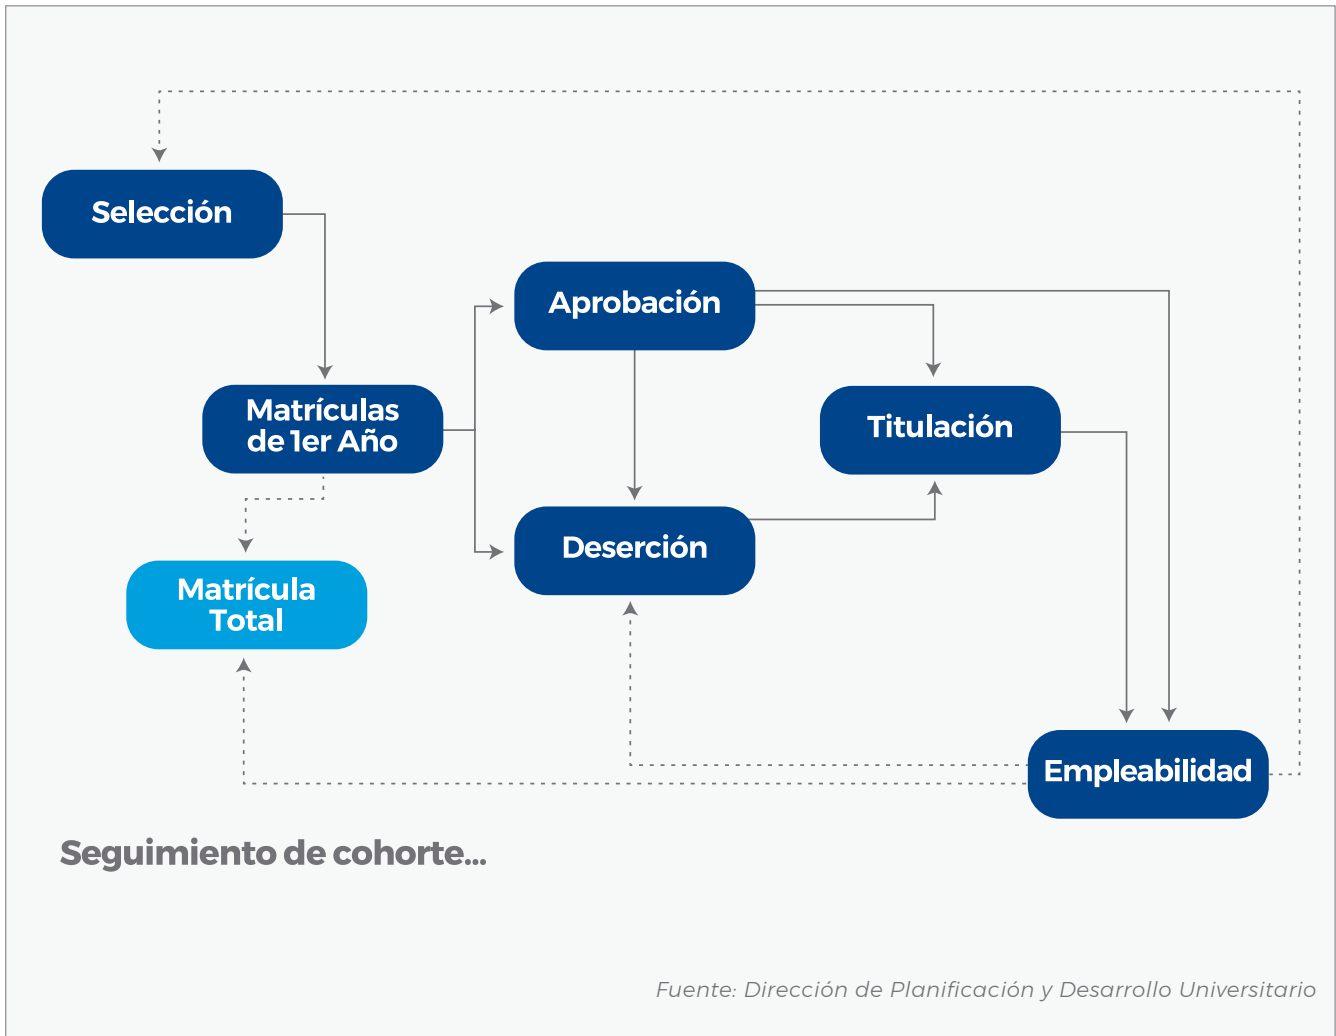 Selección
Aprobación
Matrículas
de 1er Año
Titulación
Deserción
Matrícula
Total
Empleabilidad
Seguimiento de cohorte...
Fuente: Dirección de Planificación y Desarrollo Universitario